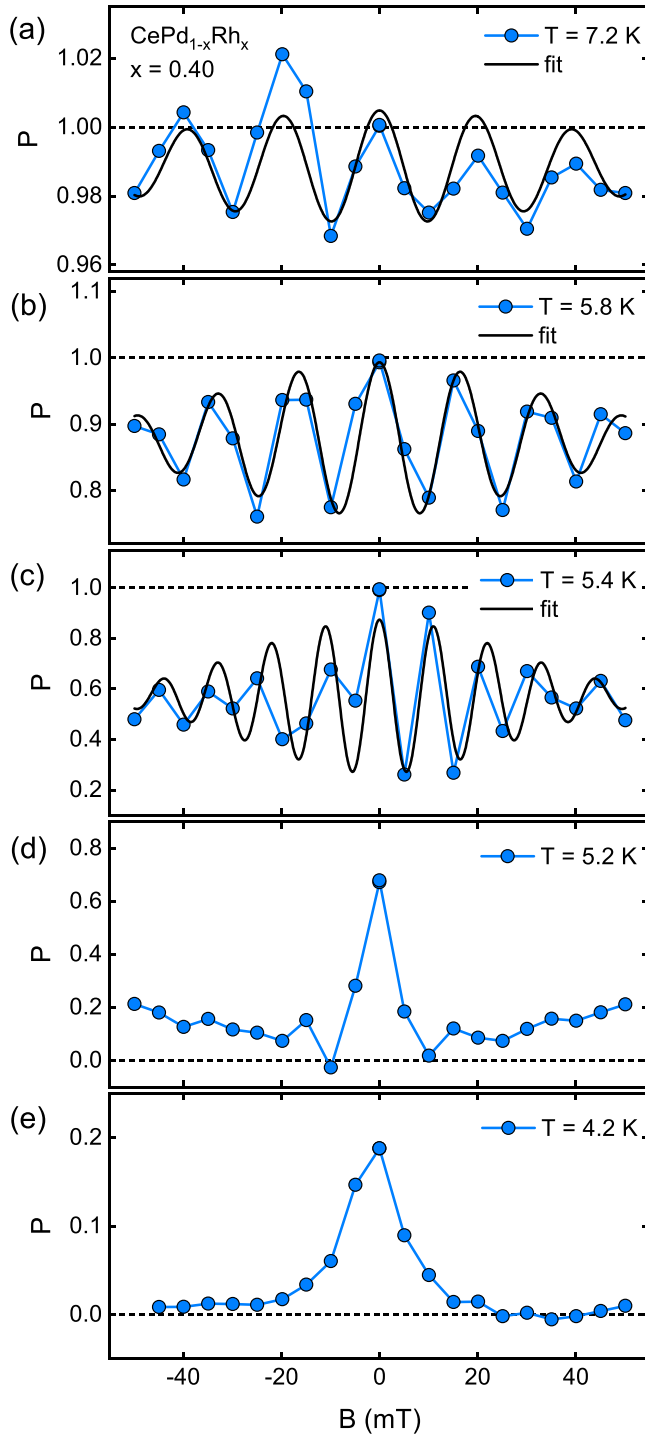 (a)
CePd1-xRhx
x = 0.40
T = 7.2 K
fit
1.02
1.00
0.98
0.96
P
(b)
T = 5.8 K
fit
1.1
1.0
0.9
0.8
P
(c)
T = 5.4 K
fit
1.0
0.8
0.6
0.4
0.2
P
(d)
T = 5.2 K
0.8
0.6
0.4
0.2
0.0
P
(e)
T = 4.2 K
0.2
0.1
0.0
P
-40 -20 0 20 40
B (mT)